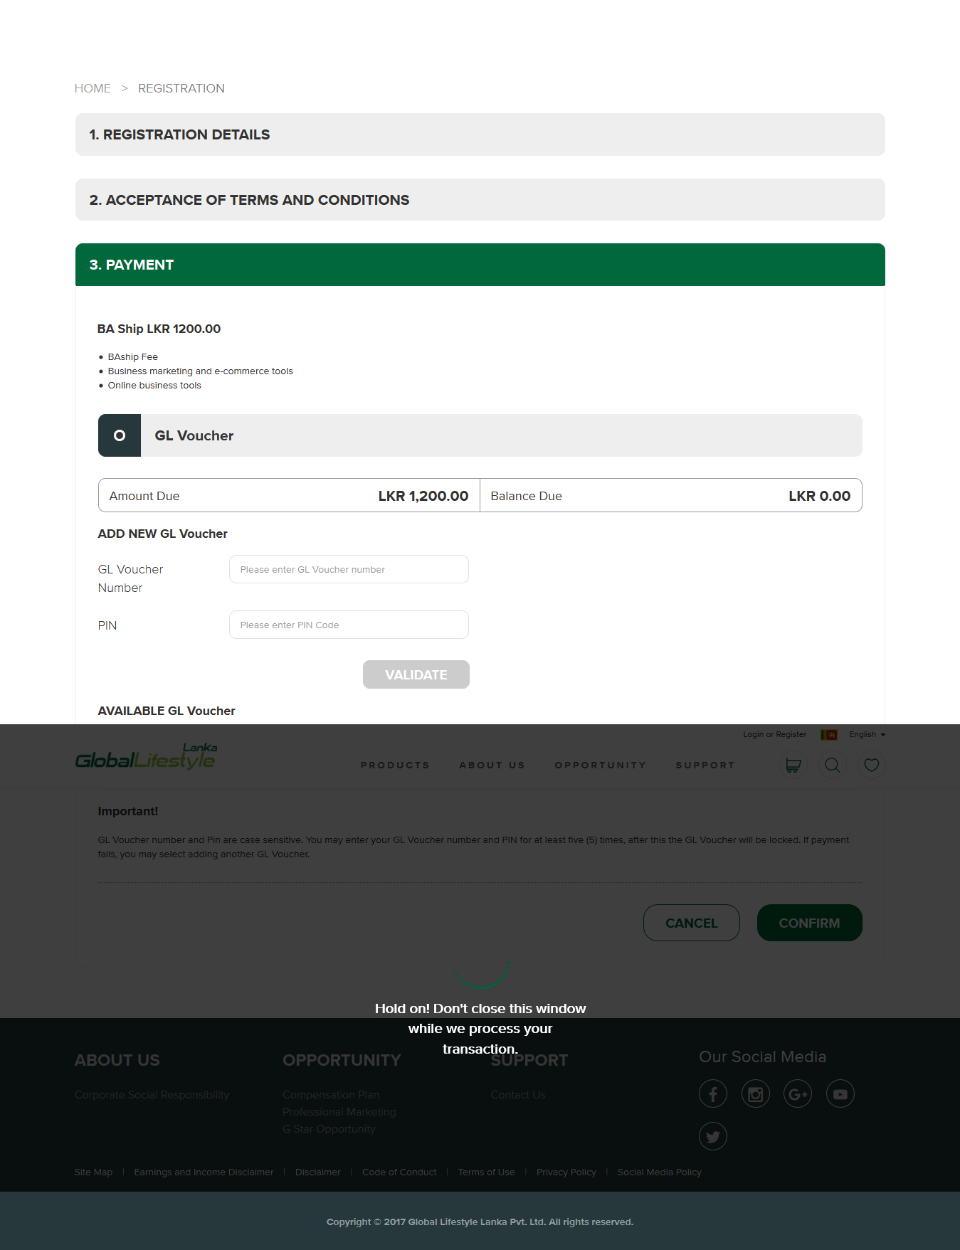 HOME > REGISTRATION
1. REGISTRATION DETAILS
2. ACCEPTANCE OF TERMS AND CONDITIONS
3. PAYMENT
BA Ship LKR 1200.00
• BAship Fee
• Business marketing and e-commerce tools
• Online business tools
GL Voucher
Amount Due LKR 1,200.00 Balance Due LKR 0.00
ADD NEW GL Voucher
GL Voucher Number Please enter GL Voucher number
PIN Please enter PIN Code
VALIDATE
AVAILABLE GL Voucher
Login or Register English
Lanka
GlobalLifestyle
PRODUCTS ABOUT US OPPORTUNITY SUPPORT
Important!
GL Voucher number and Pin are case sensitive. You may enter your GL Voucher number and PIN for at least five (5) times, after this the GL Voucher will be locked. If payment
fails, you may select adding another GL Voucher.
CANCEL CONFIRM
Hold on! Don't close this window
while we process your
transaction.
ABOUT US OPPORTUNITY SUPPORT Our Social Media
Corporate Social Responsibility Compensation Plan Contact Us
Professional Marketing
G Star Opportunity
Site Map | Earnings and Income Disclaimer | Disclaimer | Code of Conduct | Terms of Use | Privacy Policy | Social Media Policy
Copyright © 2017 Global Lifestyle Lanka Pvt. Ltd. All rights reserved.